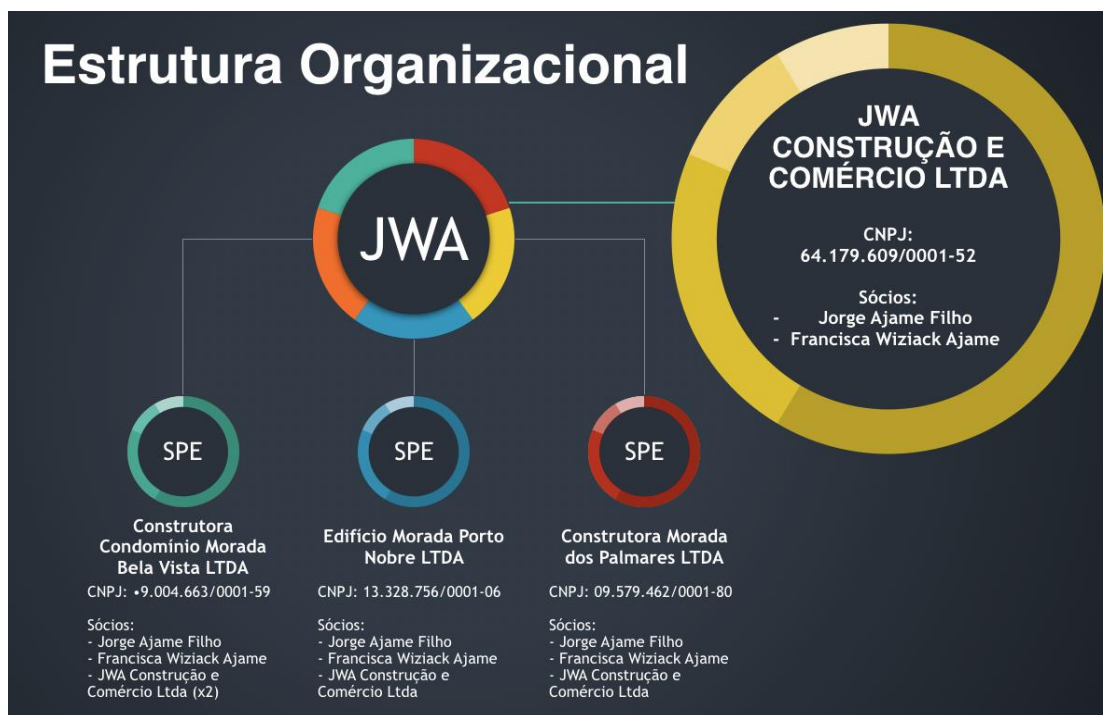 Estrutura Organizacional
JWA
CONSTRUÇÃO E
COMÉRCIO LTDA
CNPJ:
64.179.609/0001-52
Sócios:
- Jorge Ajame Filho
- Francisca Wiziack Ajame
JWA
SPE
Construtora
Condomínio Morada
Bela Vista LTDA
CNPJ: •9.004.663/0001-59
Sócios:
- Jorge Ajame Filho
- Francisca Wiziack Ajame
- JWA Construção e
Comércio Ltda (x2)
SPE
Edifício Morada Porto
Nobre LTDA
CNPJ: 13.328.756/0001-06
Sócios:
- Jorge Ajame Filho
- Francisca Wiziack Ajame
- JWA Construção e
Comércio Ltda
SPE
Construtora Morada
dos Palmares LTDA
CNPJ: 09.579.462/0001-80
Sócios:
- Jorge Ajame Filho
- Francisca Wiziack Ajame
- JWA Construção e
Comércio Ltda